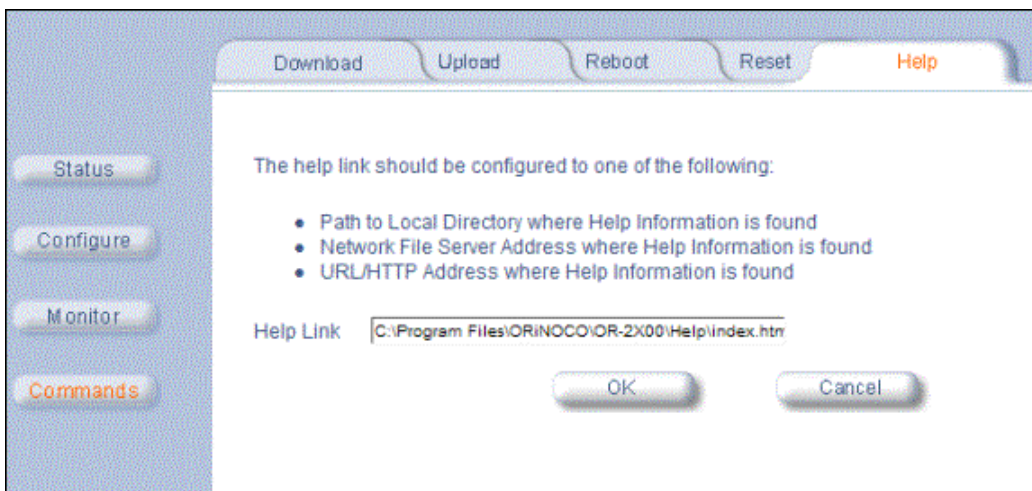 Download Upload Reboot Reset Help
Status
The help link should be configured to one of the following:
• Path to Local Directory where Help Information is found
Configure
• Network File Server Address where Help Information is found
• URL/HTTP Address where Help Information is found
Monitor
Help Link C:\Program Files\ORiNOCO\OR-2X00\Help\index.htm
Commands
OK Cancel